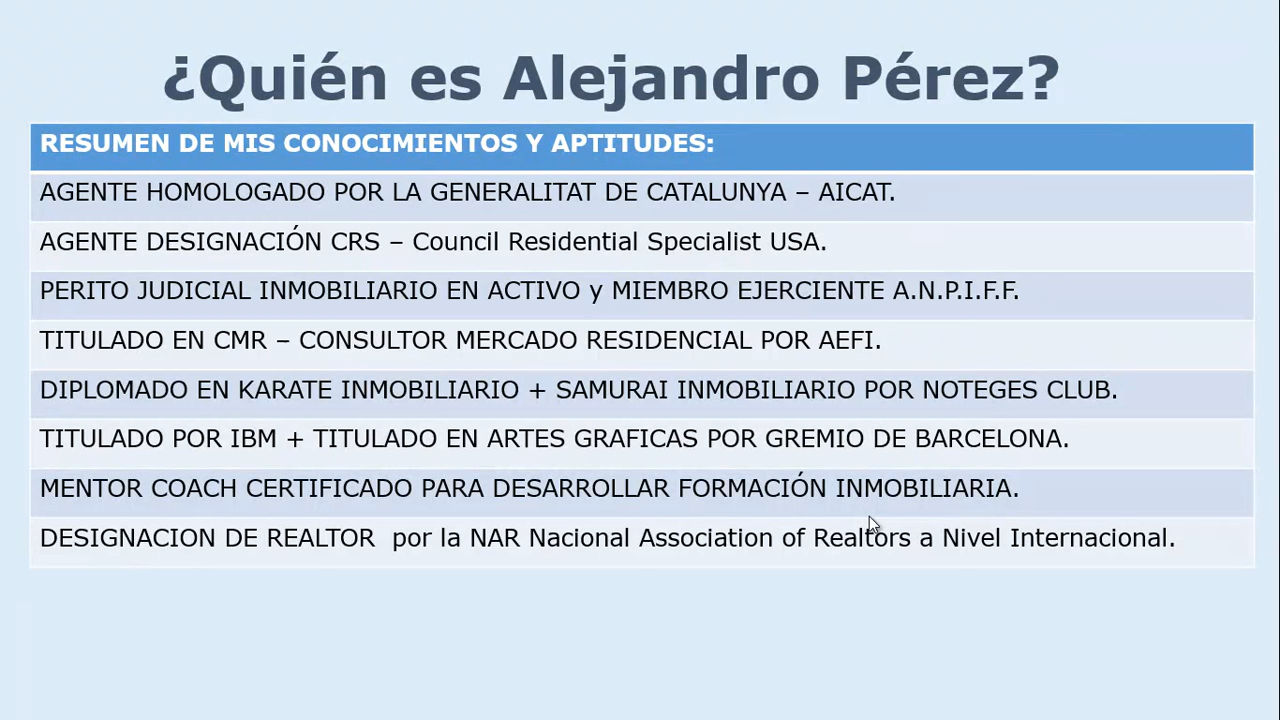 ¿Quién es Alejandro Pérez?
RESUMEN DE MIS CONOCIMIENTOS Y APTITUDES:
AGENTE HOMOLOGADO POR LA GENERALITAT DE CATALUNYA – AICAT.
AGENTE DESIGNACIÓN CRS – Council Residential Specialist USA.
PERITO JUDICIAL INMOBILIARIO EN ACTIVO y MIEMBRO EJERCIENTE A.N.P.I.F.F.
TITULADO EN CMR – CONSULTOR MERCADO RESIDENCIAL POR AEFI.
DIPLOMADO EN KARATE INMOBILIARIO + SAMURAI INMOBILIARIO POR NOTEGES CLUB.
TITULADO POR IBM + TITULADO EN ARTES GRAFICAS POR GREMIO DE BARCELONA.
MENTOR COACH CERTIFICADO PARA DESARROLLAR FORMACIÓN INMOBILIARIA.
DESIGNACION DE REALTOR  por la NAR Nacional Association of Realtors a Nivel Internacional.